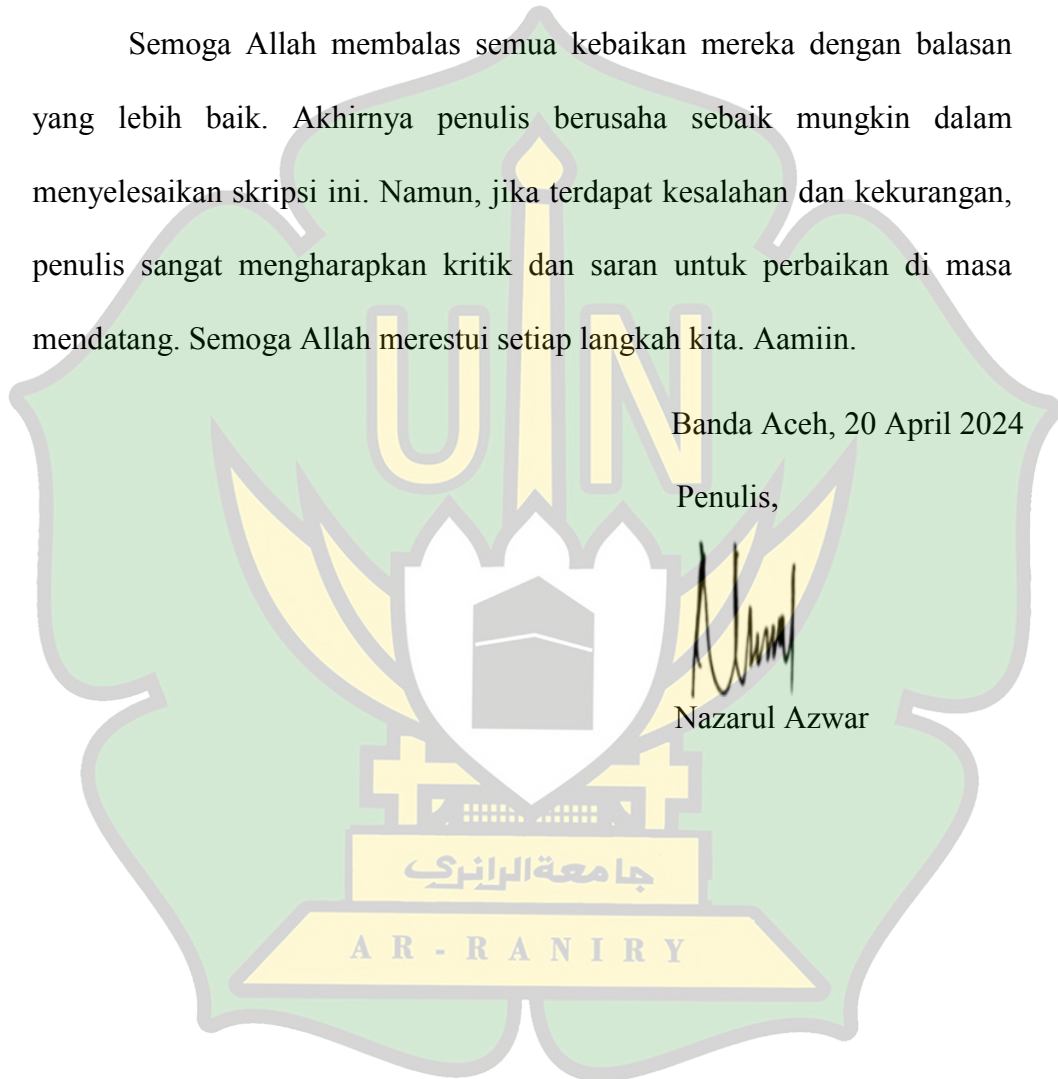 Semoga Allah membalas semua kebaikan mereka dengan balasan
yang lebih baik. Akhirnya penulis berusaha sebaik mungkin dalam
menyelesaikan skripsi ini. Namun, jika terdapat kesalahan dan kekurangan,
penulis sangat mengharapkan kritik dan saran untuk perbaikan di masa
mendatang. Semoga Allah merestui setiap langkah kita. Aamiin.
UIN
Banda Aceh, 20 April 2024
Penulis,
Nazarul Azwar
جامعةالرانري
AR-RANIRY